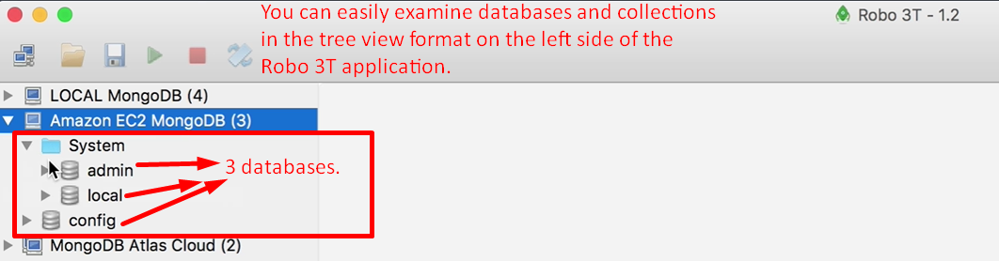 You can easily examine databases and collections
in the tree view format on the left side of the
Robo 3T application.
Robo 3T - 1.2
LOCAL MongoDB (4)
Amazon EC2 MongoDB (3)
System
admin
3 databases.
local
config
MongoDB Atlas Cloud (2)